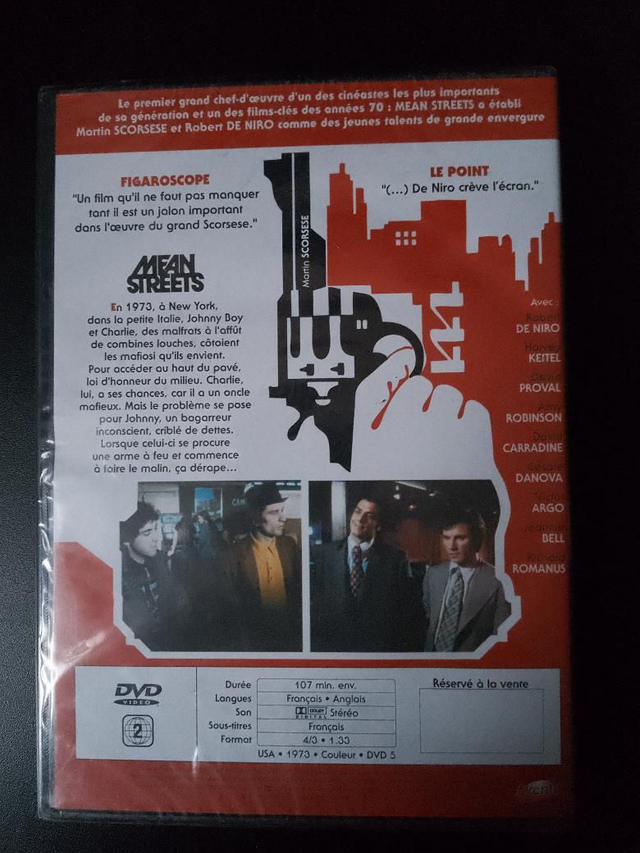 Le premier grand chef-d'œuvre d'un des cinéastes les plus importants
de sa génération et un des films-clés des années 70 : MEAN STREETS a établi
Martin SCORSESE et Robert DE NIRO comme des jeunes talents de grande envergure
FIGAROSCOPE
"Un film qu'il ne faut pas manquer
tant il est un jalon important
dans l'œuvre du grand Scorsese."
LE POINT
"(...) De Niro crève l'écran."
Martin SCORSESE
MEAN
STREETS
En 1973, à New York,
dans la petite Italie, Johnny Boy
et Charlie, des malfrats à l'affût
de combines louches, côtoient
les mafiosi qu'ils envient.
Pour accéder au haut du pavé,
loi d'honneur du milieu. Charlie,
lui, a ses chances, car il a un oncle
mafieux. Mais le problème se pose
pour Johnny, un bagarreur
inconscient, criblé de dettes.
Lorsque celui-ci se procure
une arme à feu et commence
à faire le malin, ça dérape...
Avec :
Robert
DE NIRO
Harvey
KEITEL
PROVAL
ROBINSON
David
CARRADINE
DANOVA
Victor
ARGO
BELL
Richard
ROMANUS
DVD
VIDEO
2
Durée 107 min. env.
Langues Français • Anglais
Son DOLBY DIGITAL Stéréo
Sous-titres Français
Format 4/3 • 1.33
USA • 1973 • Couleur • DVD 5
Réservé à la vente